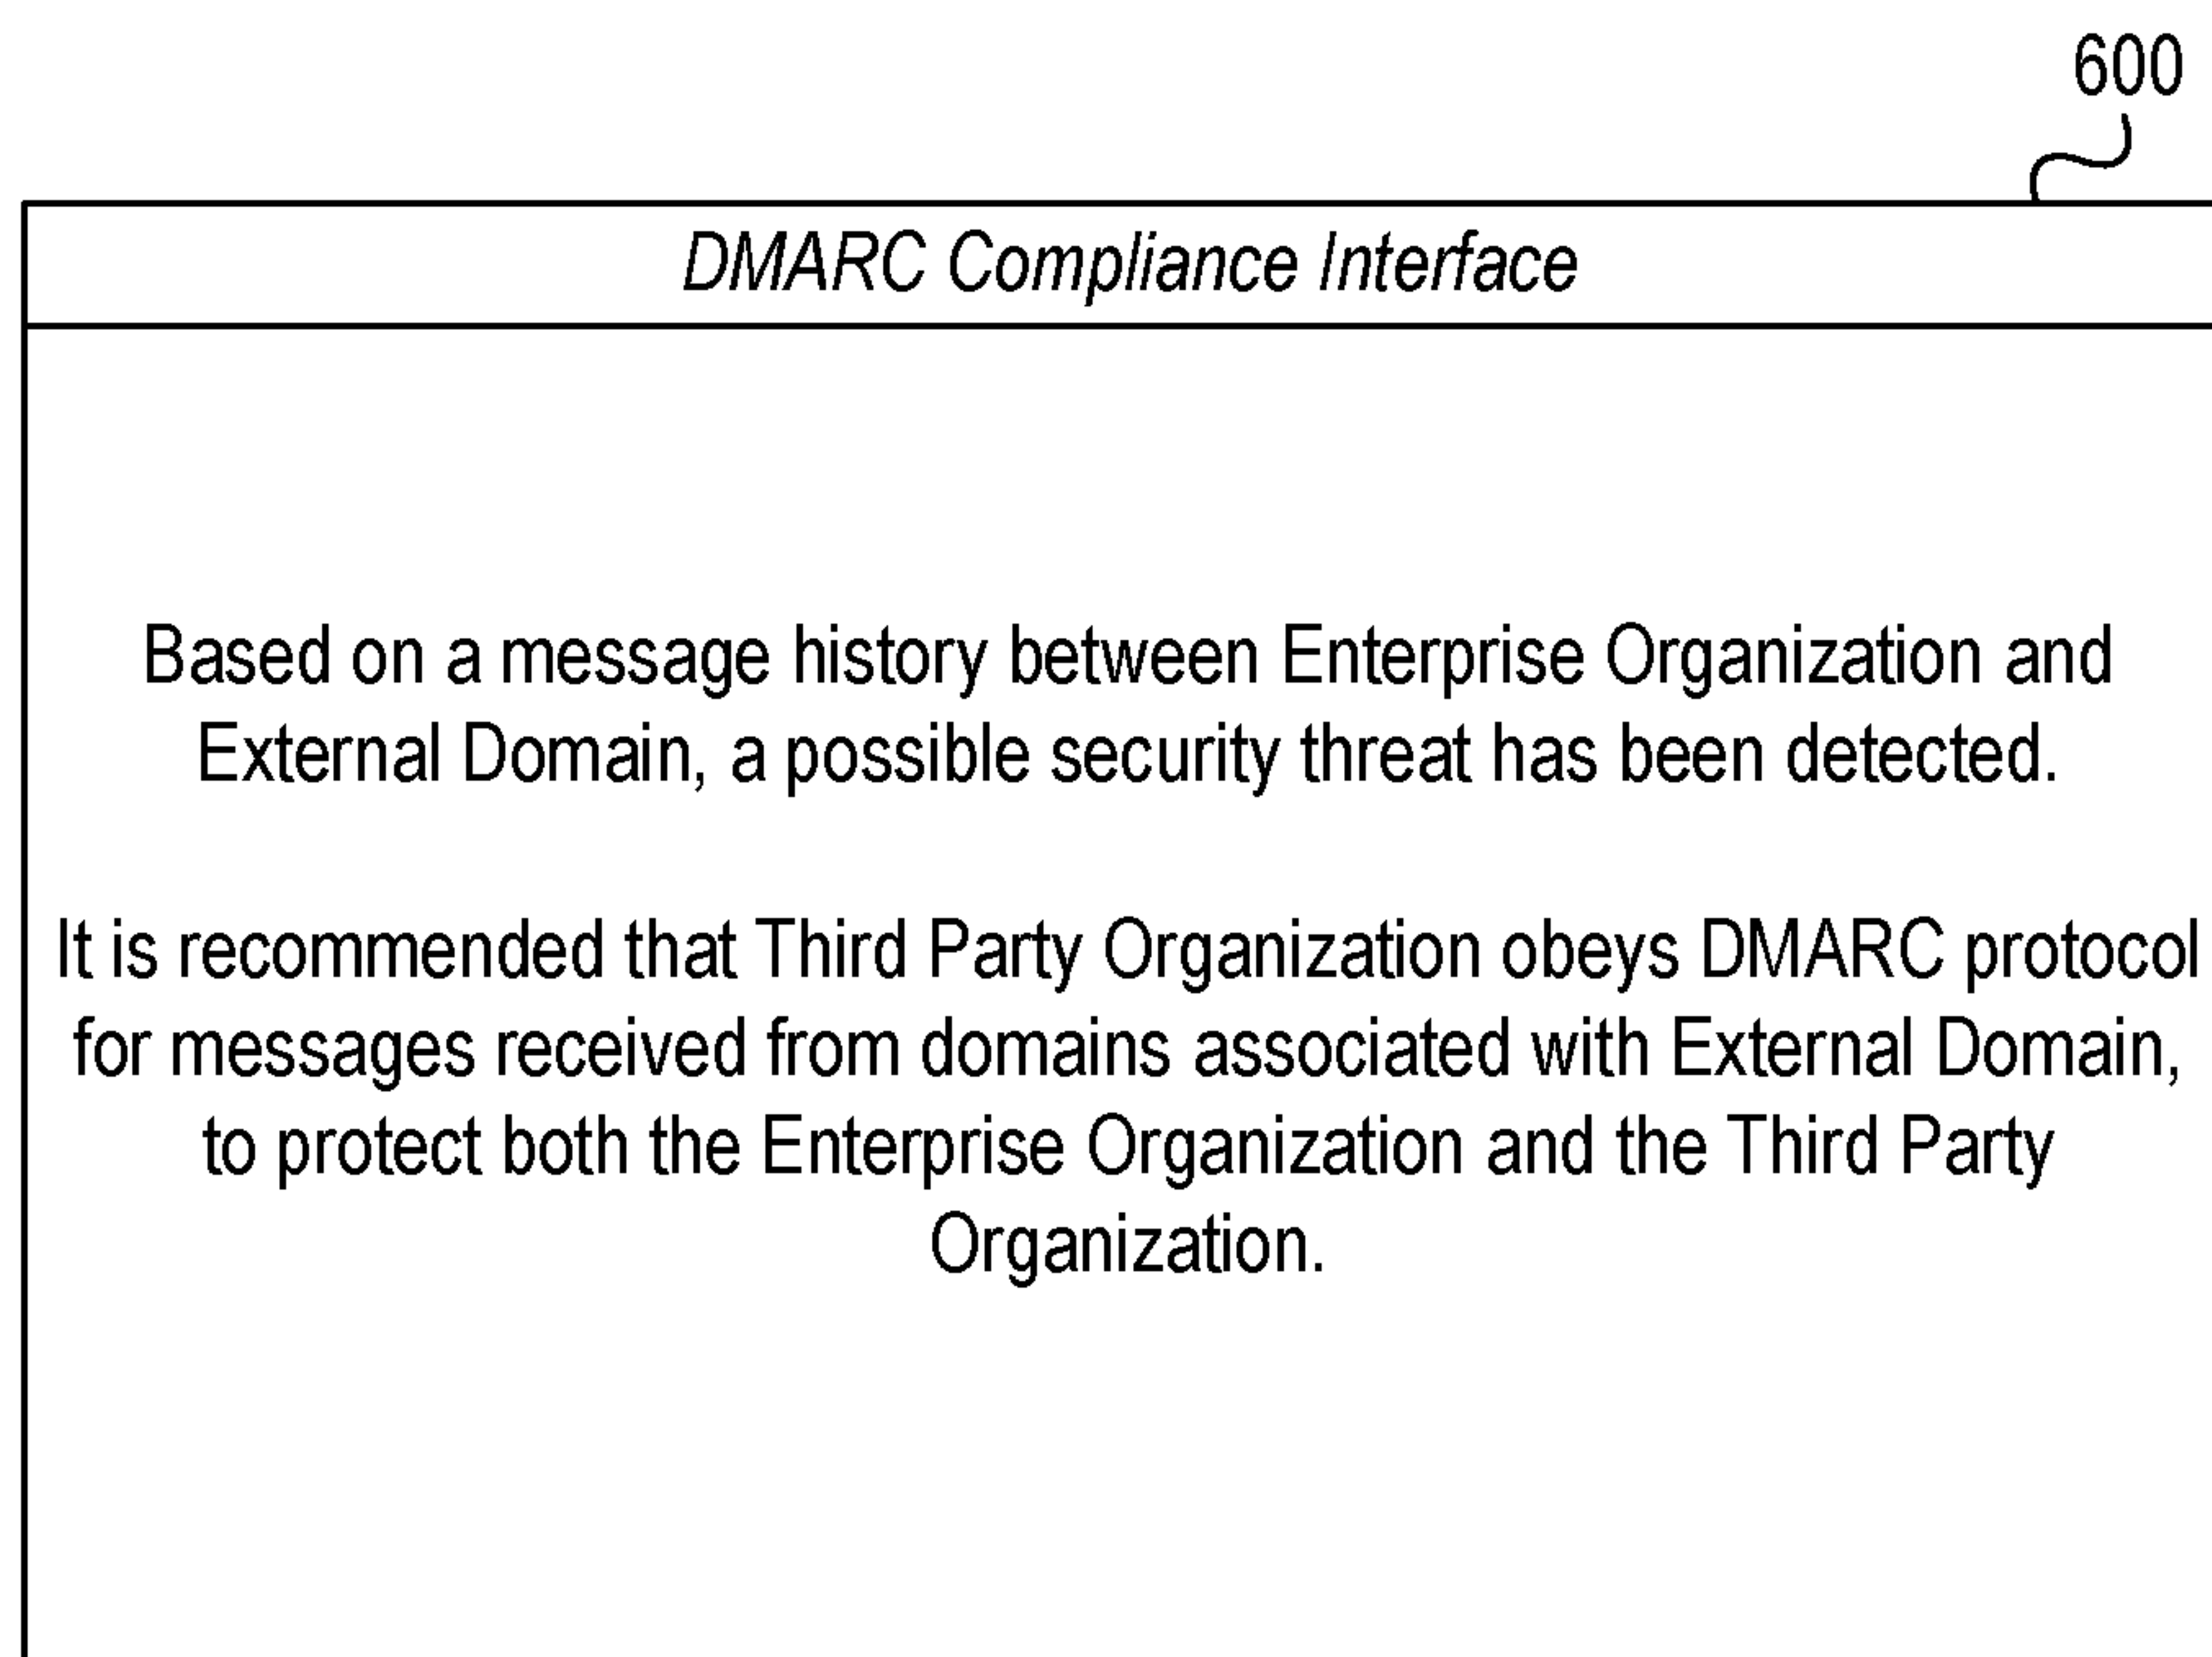 600
DMARC Compliance Interface
Based on a message history between Enterprise Organization and
External Domain, a possible security threat has been detected.
It is recommended that Third Party Organization obeys DMARC protocol
for messages received from domains associated with External Domain,
to protect both the Enterprise Organization and the Third Party
Organization.